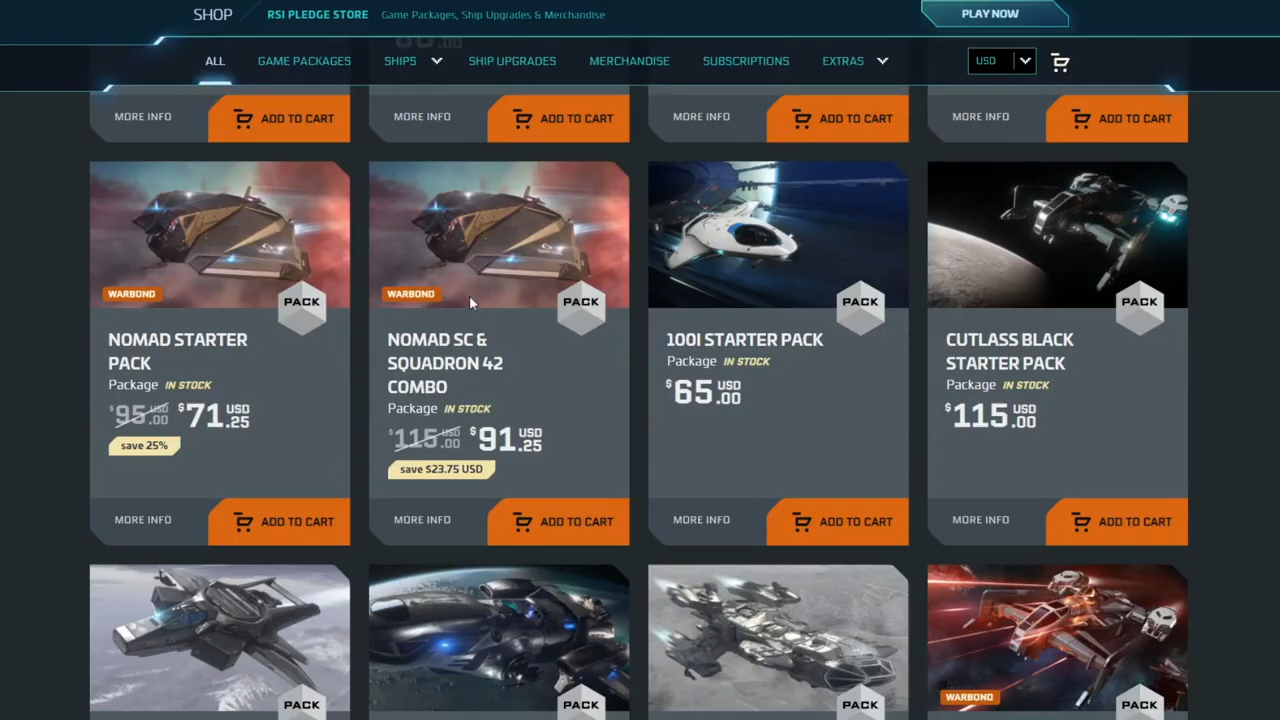 SHOP
RSI PLEDGE STORE
Game Packages, Ship Upgrades & Merchandise
PLAY NOW
ALL
GAME PACKAGES
SHIPS
SHIP UPGRADES
MERCHANDISE
SUBSCRIPTIONS
EXTRAS
USD
MORE INFO
ADD TO CART
MORE INFO
ADD TO CART
MORE INFO
ADD TO CART
MORE INFO
ADD TO CART
WARBOND
PACK
NOMAD STARTER
PACK
Package IN STOCK
$95.00 USD $71.25 USD
save 25%
MORE INFO
ADD TO CART
WARBOND
PACK
NOMAD SC &
SQUADRON 42
COMBO
Package IN STOCK
$115.00 USD $91.25 USD
save $23.75 USD
MORE INFO
ADD TO CART
PACK
100I STARTER PACK
Package IN STOCK
$65.00 USD
MORE INFO
ADD TO CART
PACK
CUTLASS BLACK
STARTER PACK
Package IN STOCK
$115.00 USD
MORE INFO
ADD TO CART
PACK
PACK
PACK
WARBOND
PACK